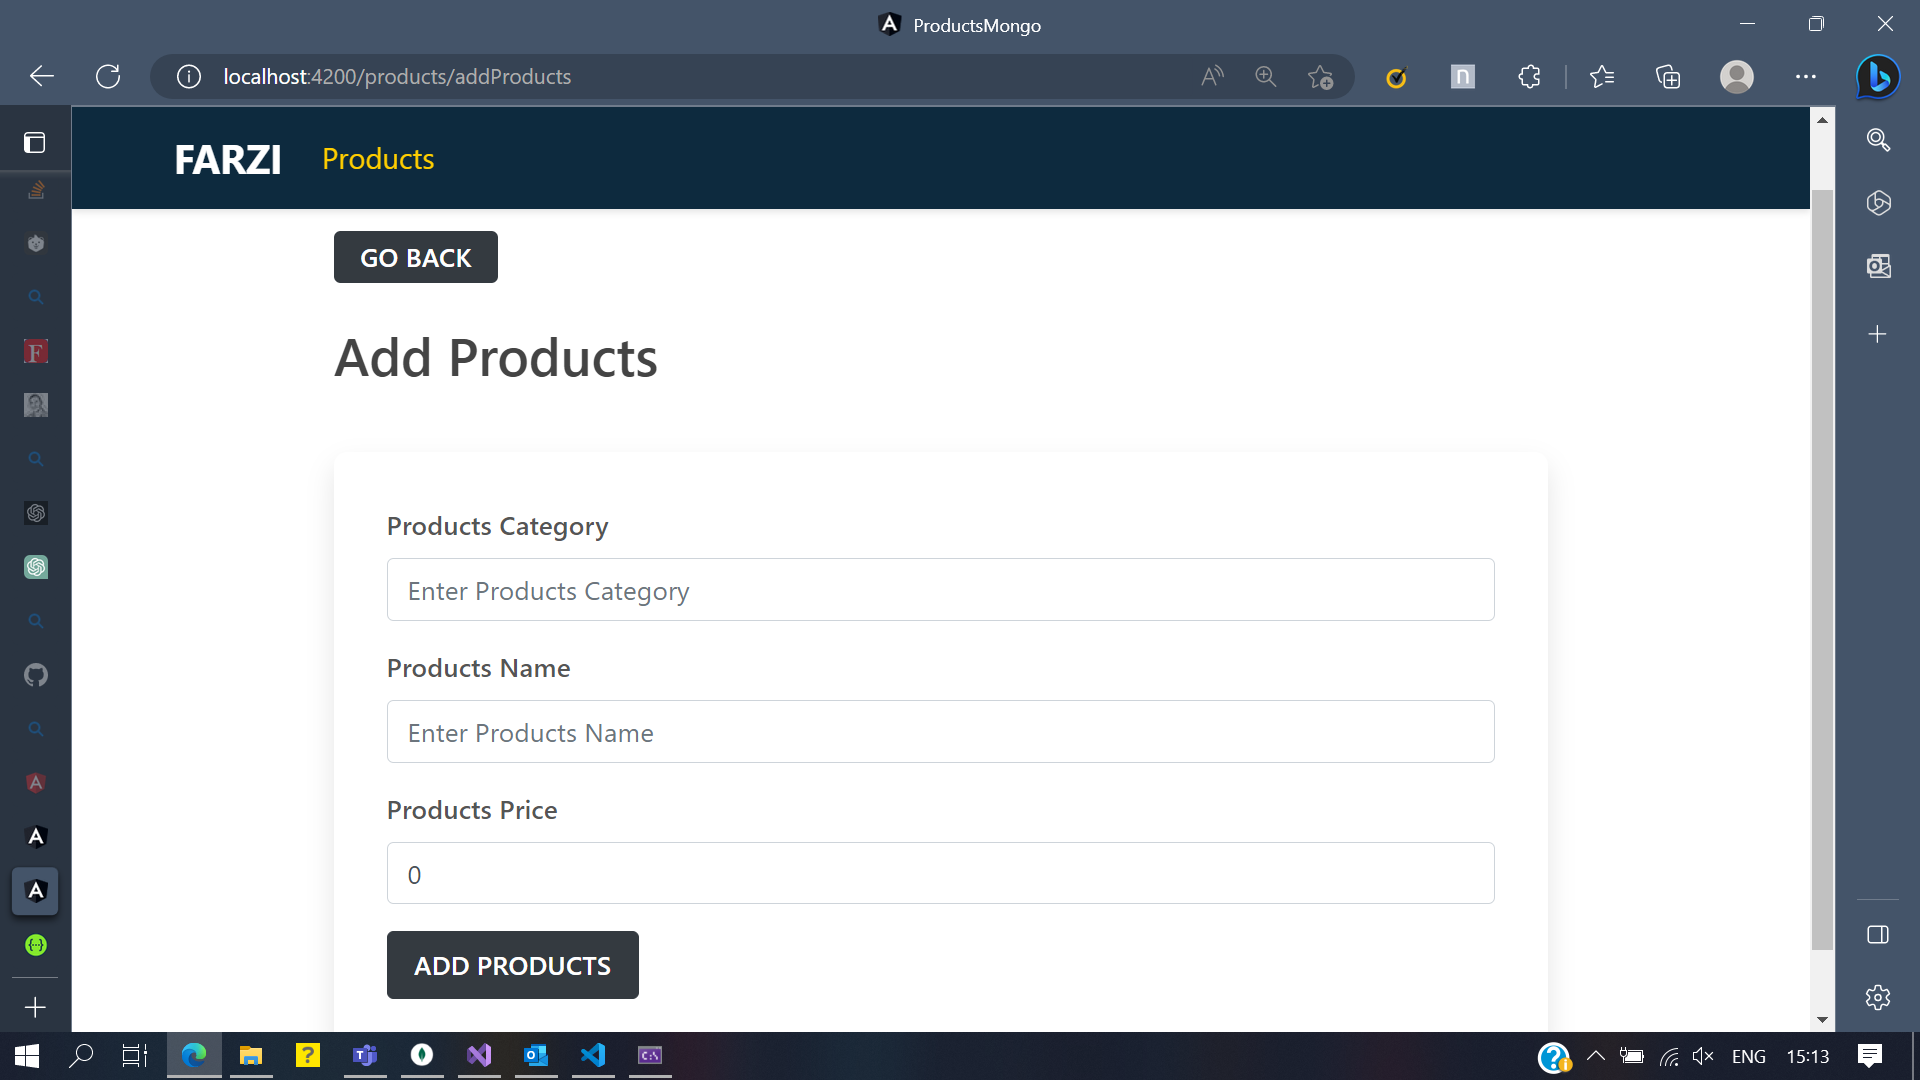 ProductsMongo
localhost:4200/products/addProducts
FARZI Products
GO BACK
Add Products
Products Category
Enter Products Category
Products Name
Enter Products Name
Products Price
0
ADD PRODUCTS
ENG 15:13